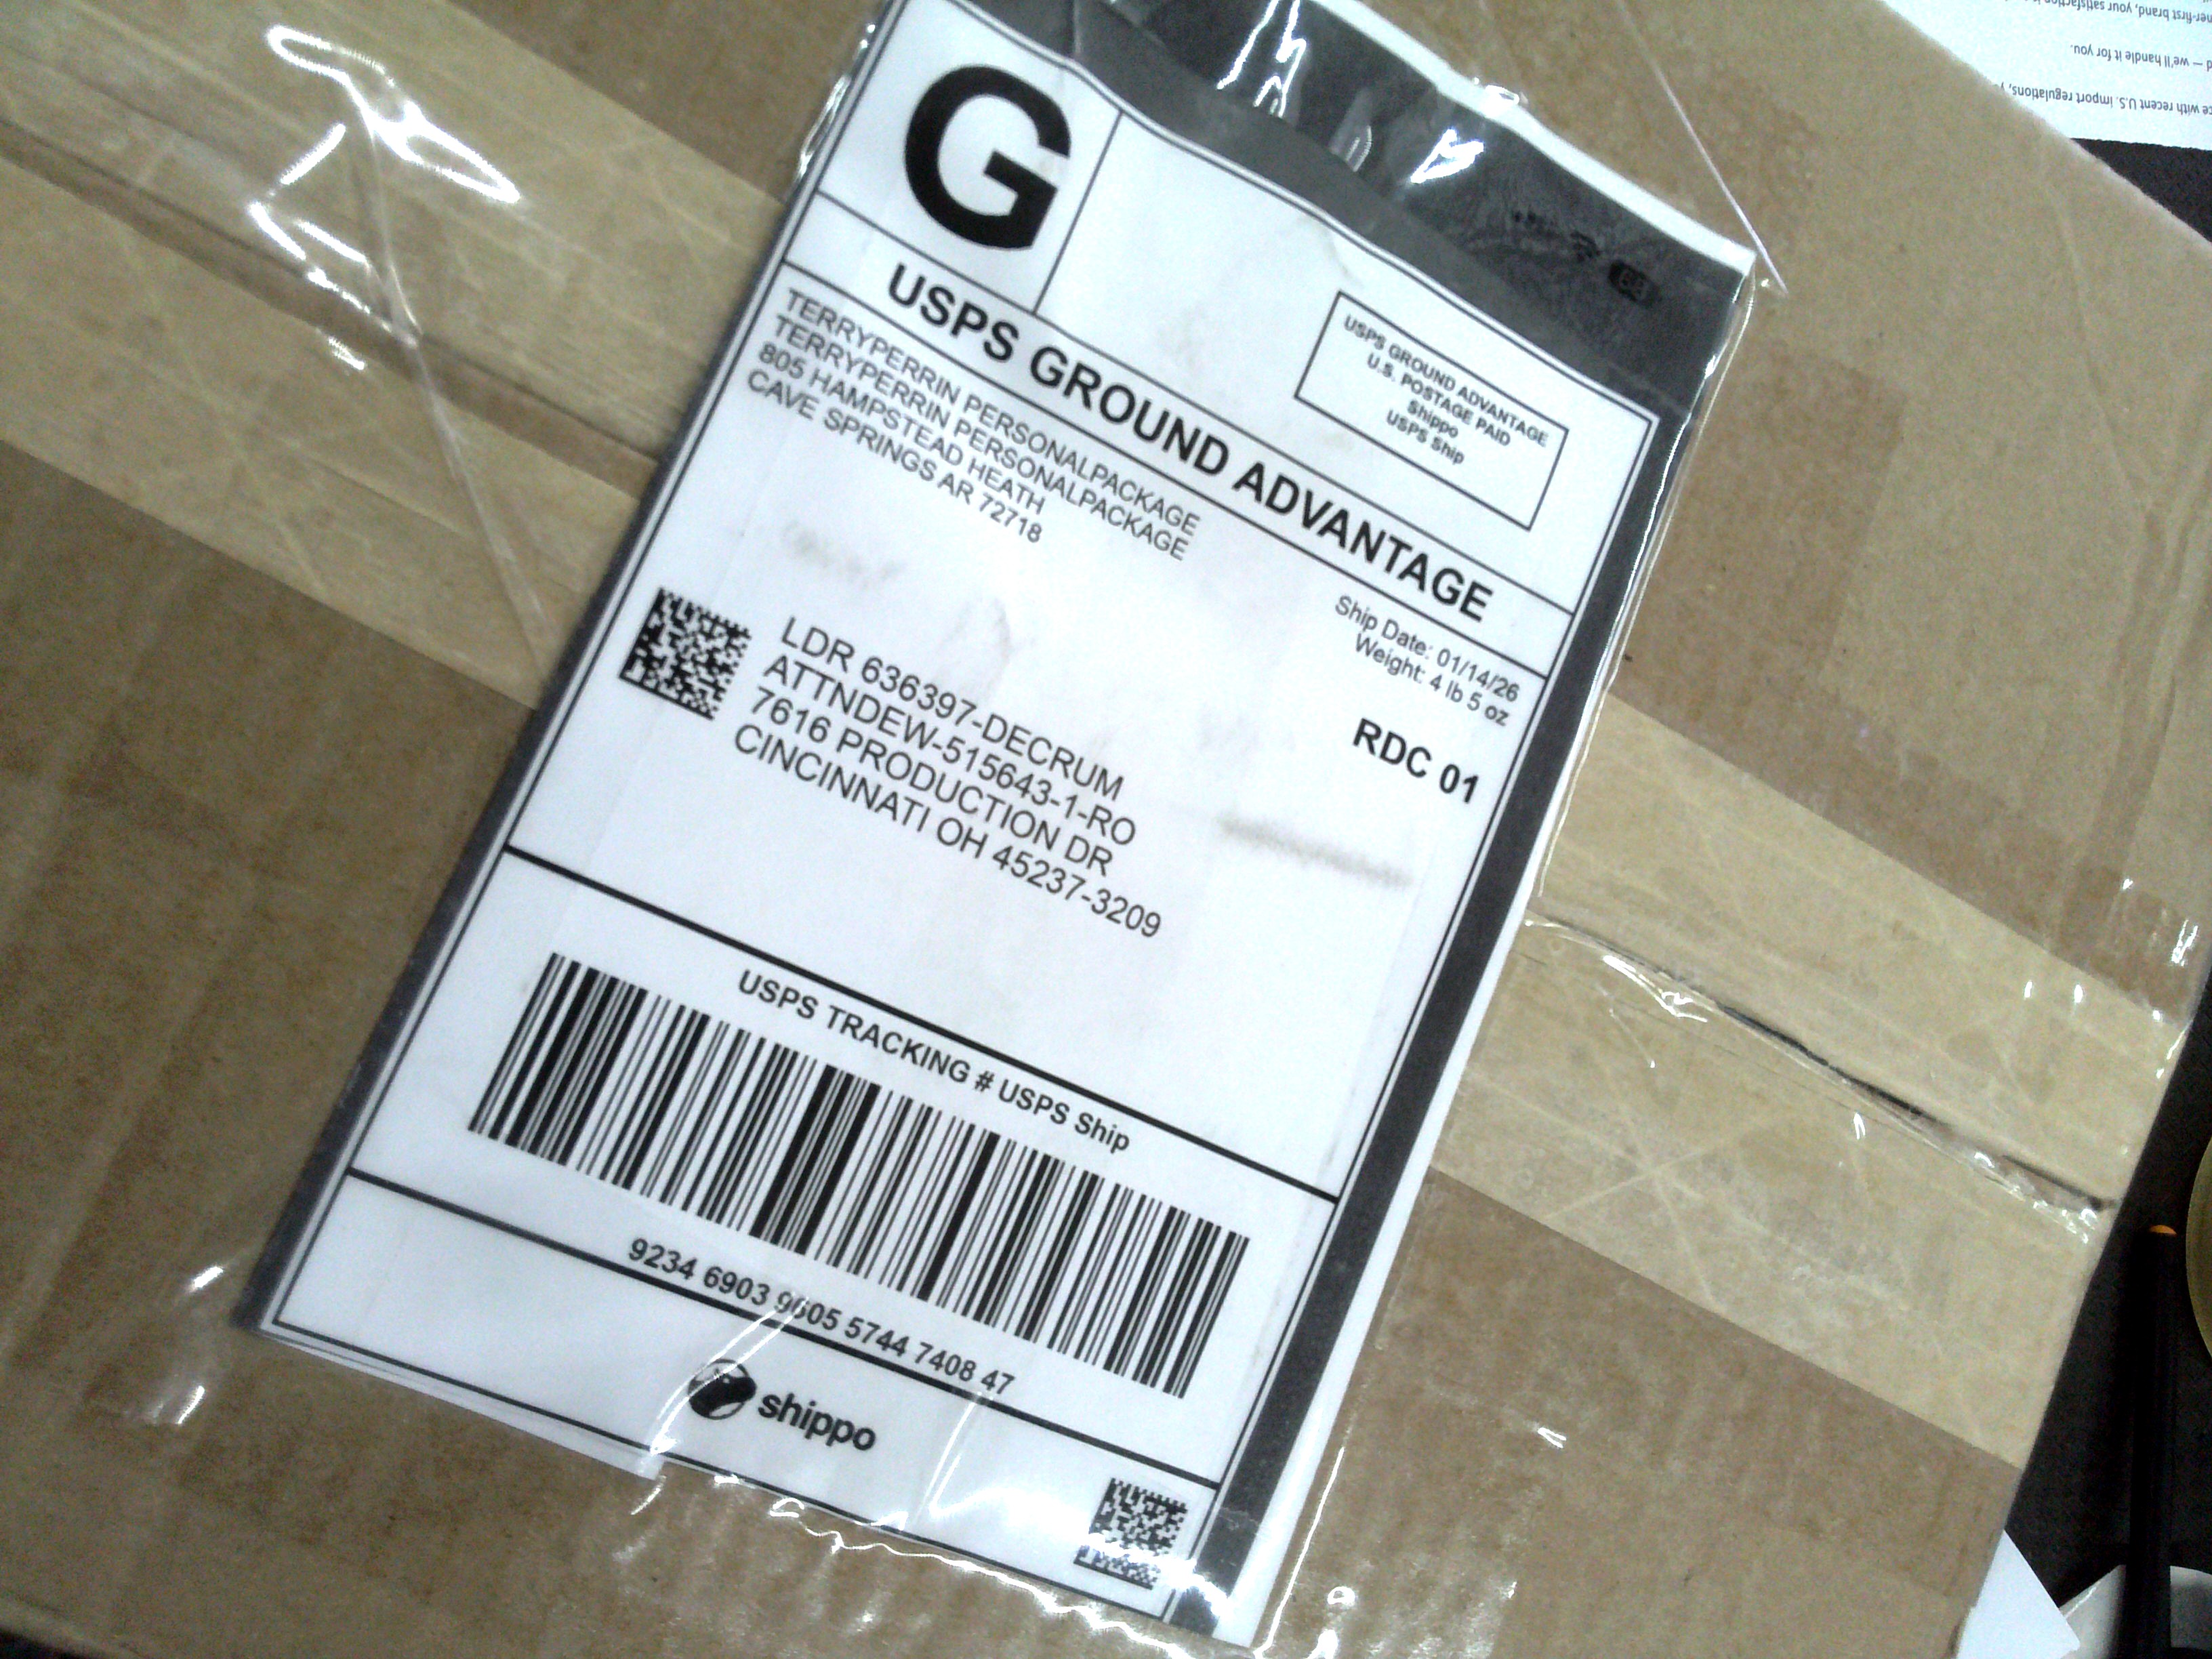 G
USPS GROUND ADVANTAGE
U.S. POSTAGE PAID
Shippo
USPS Ship
USPS GROUND ADVANTAGE
TERRYPERRIN PERSONALPACKAGE
TERRYPERRIN PERSONALPACKAGE
805 HAMPSTEAD HEATH
CAVE SPRINGS AR 72718
Ship Date: 01/14/26
Weight: 4 lb 5 oz
RDC 01
LDR 636397-DECRUM
ATTNDEW-515643-1-RO
7616 PRODUCTION DR
CINCINNATI OH 45237-3209
USPS TRACKING # USPS Ship
9234 6903 9605 5744 7408 47
shippo
with recent U.S. import regulations,
— we'll handle it for you.
first brand, your